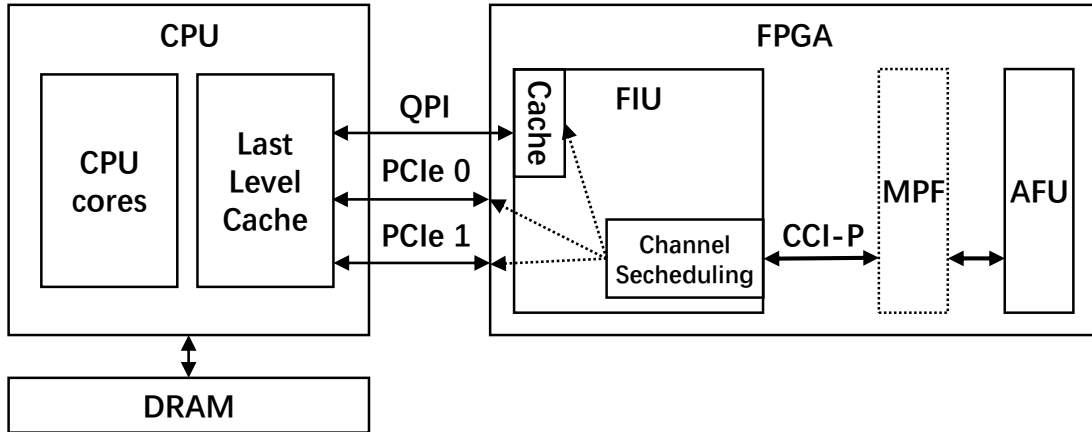 CPU
CPU
cores
Last
Level
Cache
QPI
PCIe 0
PCIe 1
FPGA
Cache
FIU
Channel
Secheduling
CCI-P
MPF
AFU
DRAM